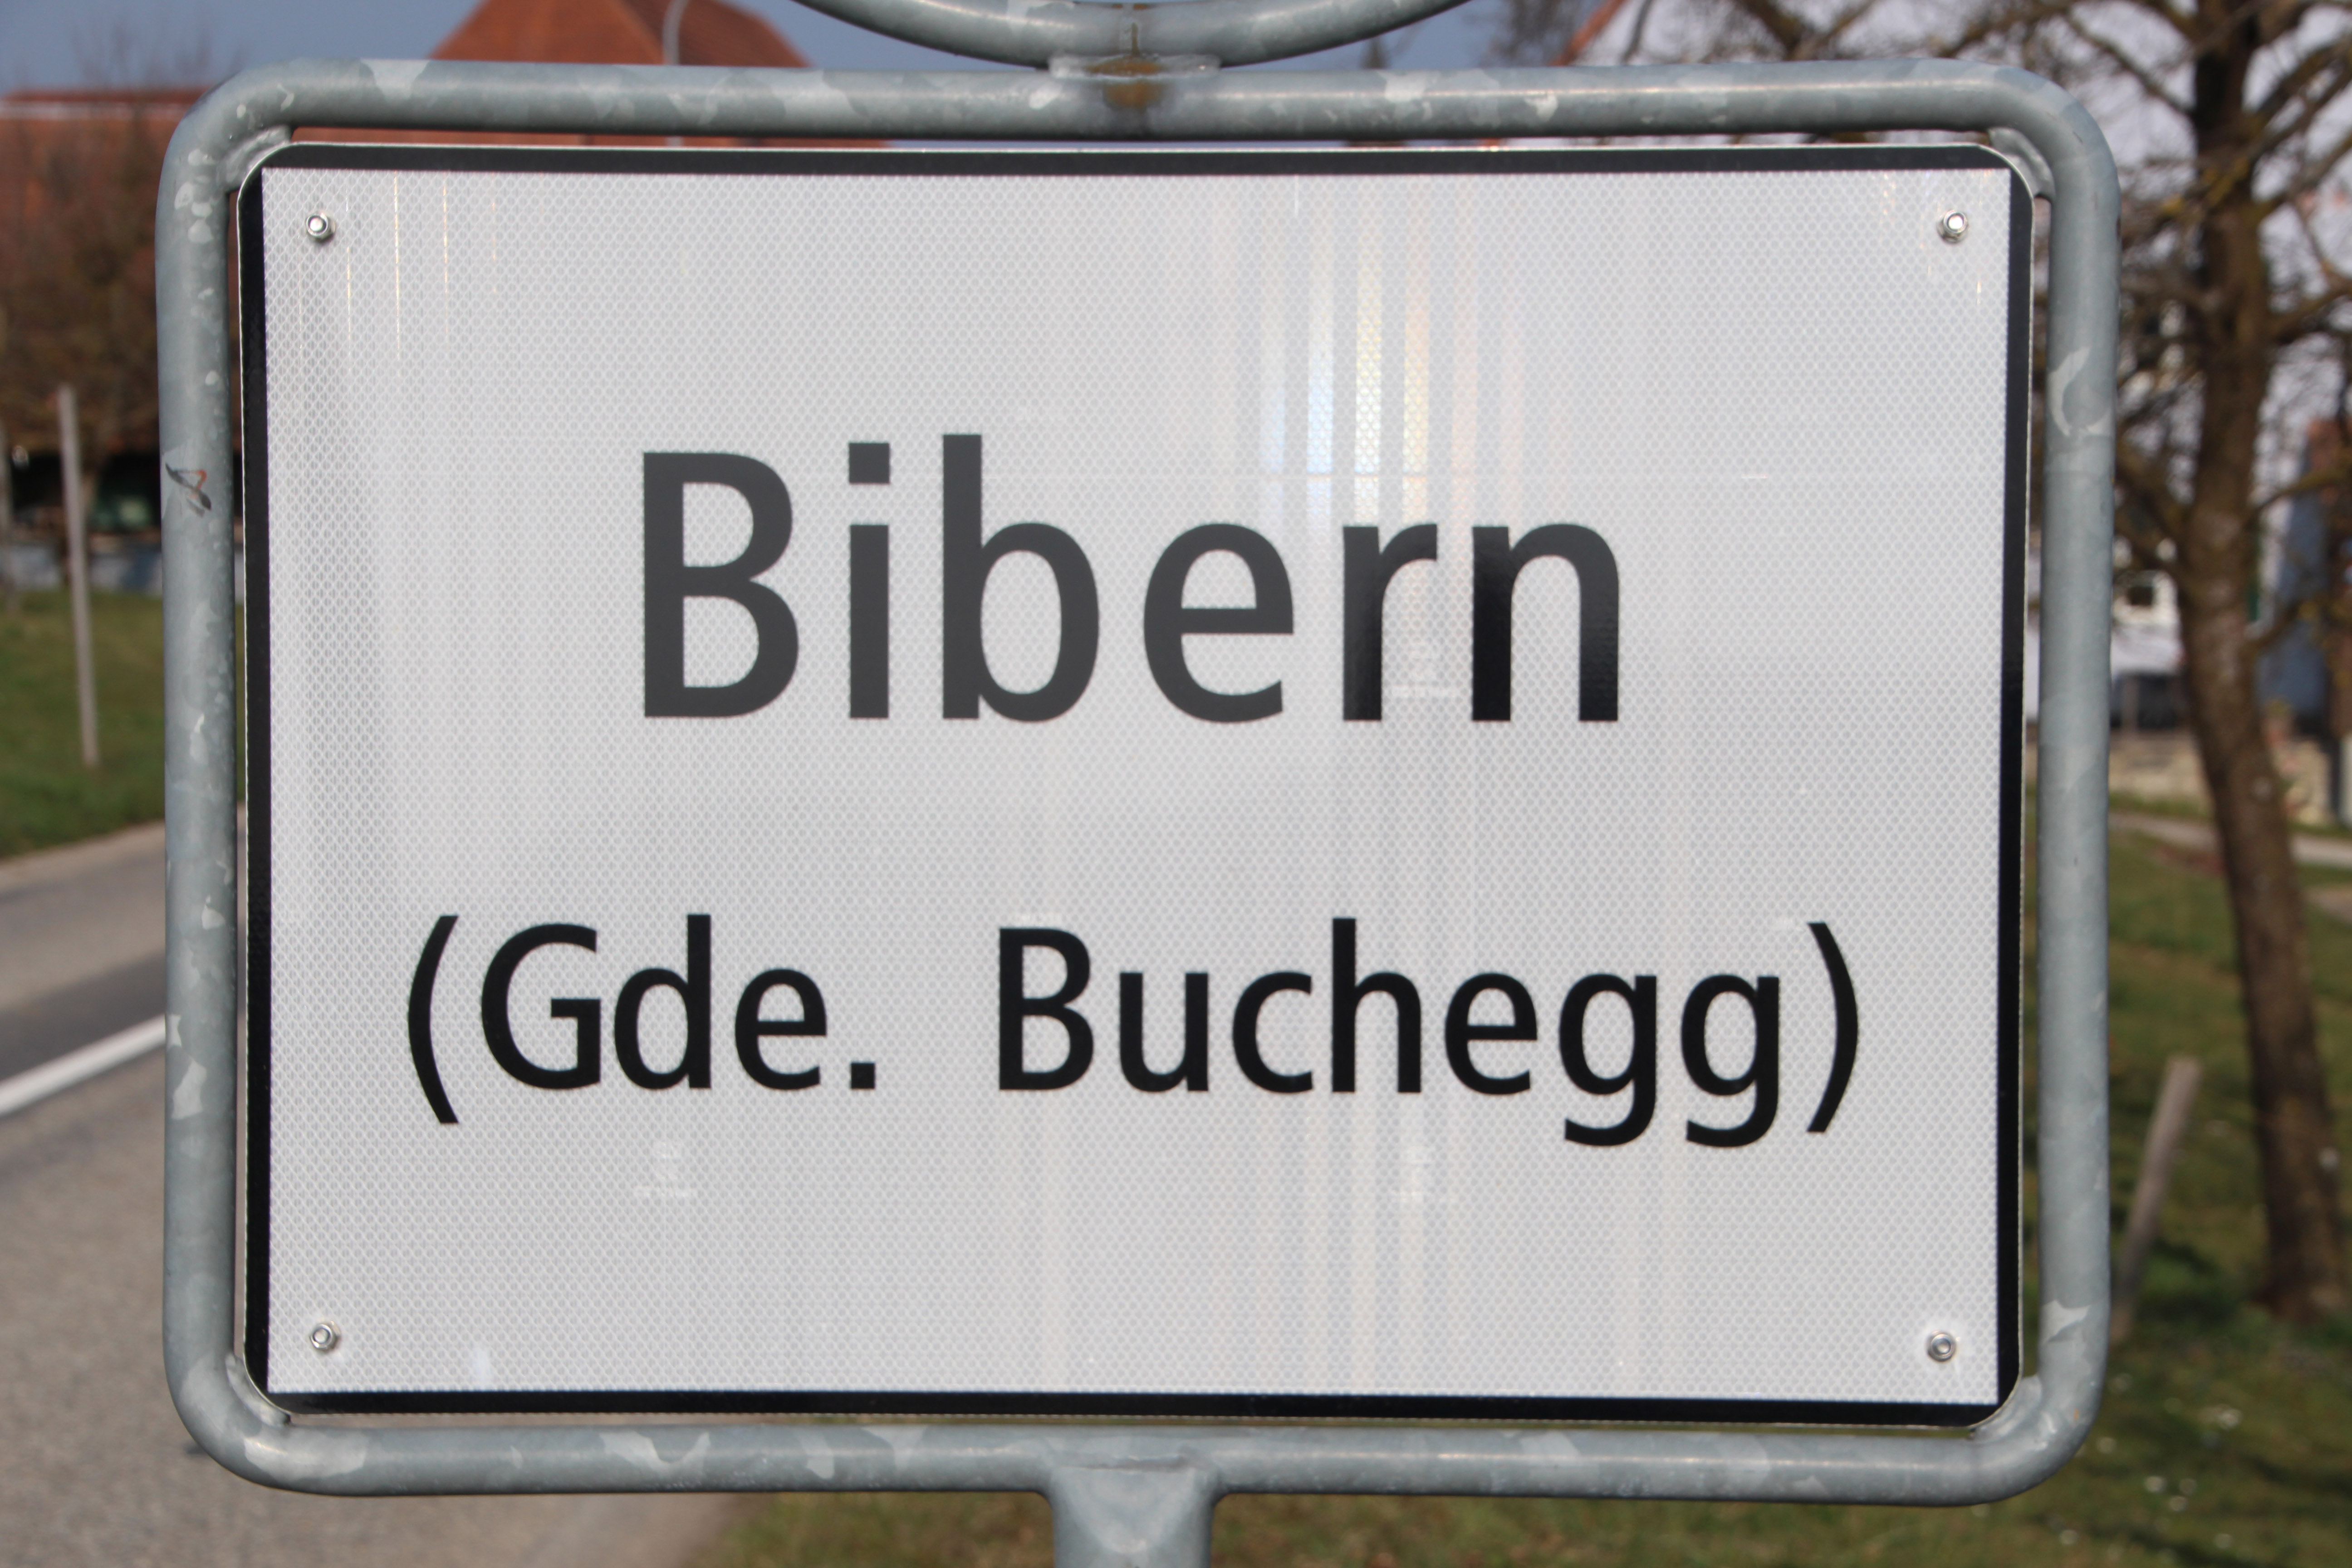 Bibern
(Gde. Buchegg)